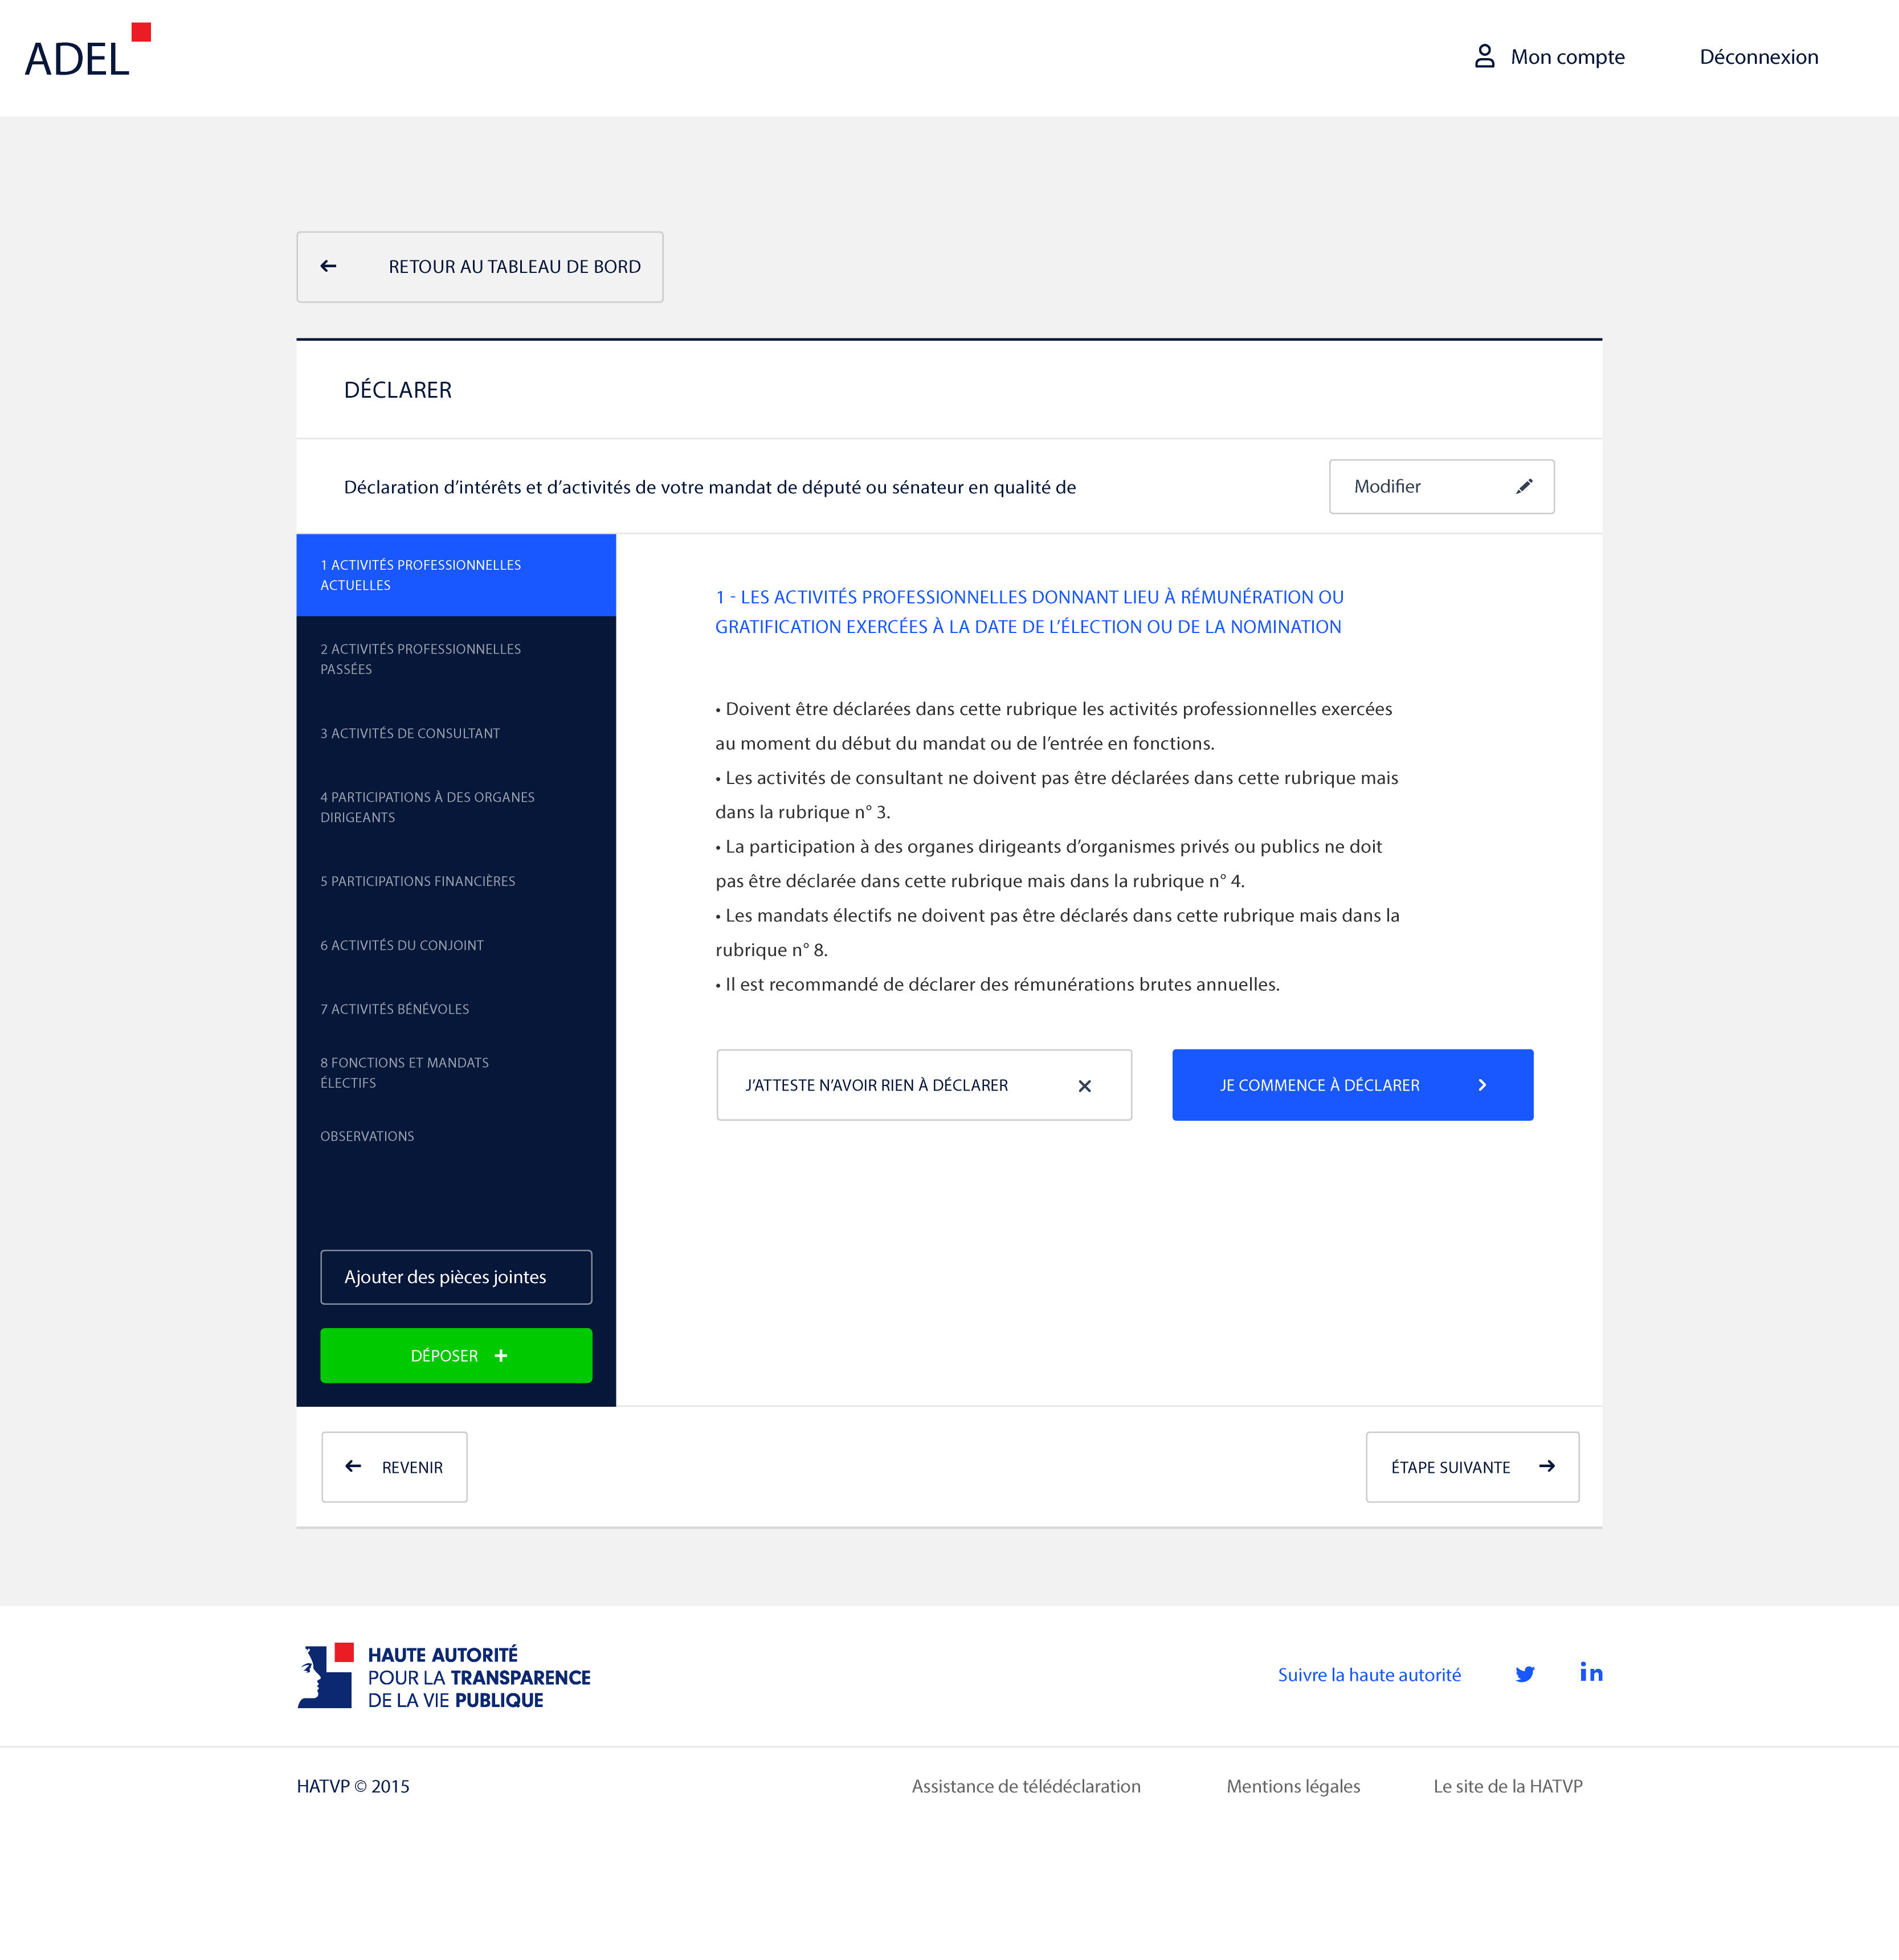 ADEL
Mon compte
Déconnexion
RETOUR AU TABLEAU DE BORD
DÉCLARER
Déclaration d’intérêts et d’activités de votre mandat de député ou sénateur en qualité de
Modifier
1 ACTIVITÉS PROFESSIONNELLES
ACTUELLES
2 ACTIVITÉS PROFESSIONNELLES
PASSÉES
3 ACTIVITÉS DE CONSULTANT
4 PARTICIPATIONS À DES ORGANES
DIRIGEANTS
5 PARTICIPATIONS FINANCIÈRES
6 ACTIVITÉS DU CONJOINT
7 ACTIVITÉS BÉNÉVOLES
8 FONCTIONS ET MANDATS
ÉLECTIFS
OBSERVATIONS
Ajouter des pièces jointes
DÉPOSER
1 - LES ACTIVITÉS PROFESSIONNELLES DONNANT LIEU À RÉMUNÉRATION OU
GRATIFICATION EXERCÉES À LA DATE DE L’ÉLECTION OU DE LA NOMINATION
• Doivent être déclarées dans cette rubrique les activités professionnelles exercées
au moment du début du mandat ou de l’entrée en fonctions.
• Les activités de consultant ne doivent pas être déclarées dans cette rubrique mais
dans la rubrique n° 3.
• La participation à des organes dirigeants d’organismes privés ou publics ne doit
pas être déclarée dans cette rubrique mais dans la rubrique n° 4.
• Les mandats électifs ne doivent pas être déclarés dans cette rubrique mais dans la
rubrique n° 8.
• Il est recommandé de déclarer des rémunérations brutes annuelles.
J’ATTESTE N’AVOIR RIEN À DÉCLARER
JE COMMENCE À DÉCLARER
REVENIR
ÉTAPE SUIVANTE
HAUTE AUTORITÉ
POUR LA TRANSPARENCE
DE LA VIE PUBLIQUE
Suivre la haute autorité
in
HATVP © 2015
Assistance de télédéclaration
Mentions légales
Le site de la HATVP